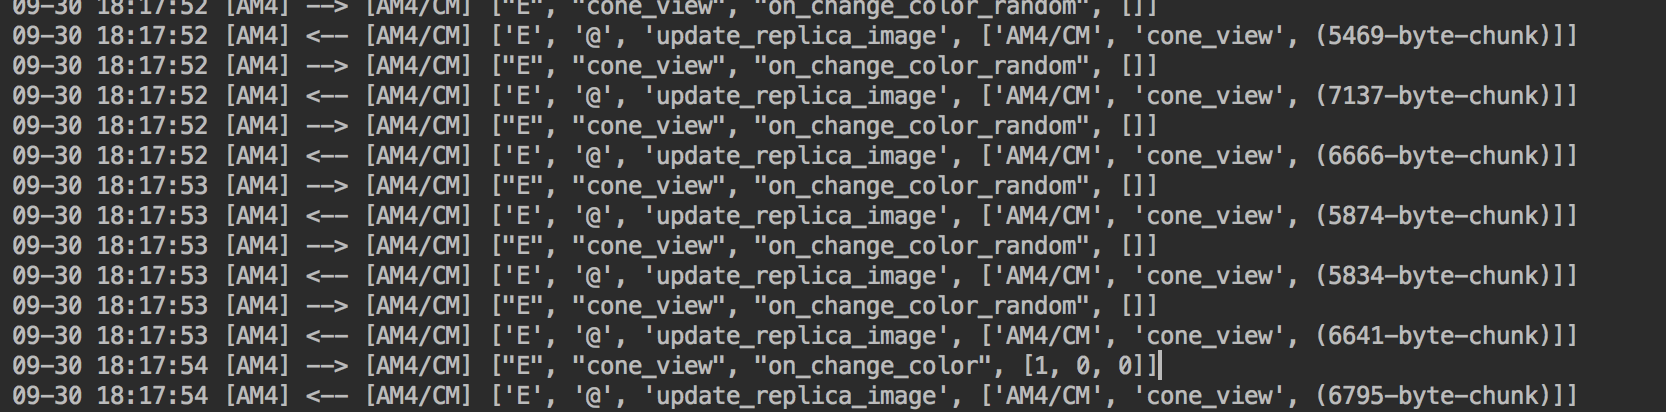 09-30 18:17:52 [AM4] --> [AM4/CM] ["E", "cone_view", "on_change_color_random", []]
09-30 18:17:52 [AM4] <-- [AM4/CM] ['E', '@', 'update_replica_image', ['AM4/CM', 'cone_view', (5469-byte-chunk)]]
09-30 18:17:52 [AM4] --> [AM4/CM] ["E", "cone_view", "on_change_color_random", []]
09-30 18:17:52 [AM4] <-- [AM4/CM] ['E', '@', 'update_replica_image', ['AM4/CM', 'cone_view', (7137-byte-chunk)]]
09-30 18:17:52 [AM4] --> [AM4/CM] ["E", "cone_view", "on_change_color_random", []]
09-30 18:17:52 [AM4] <-- [AM4/CM] ['E', '@', 'update_replica_image', ['AM4/CM', 'cone_view', (6666-byte-chunk)]]
09-30 18:17:53 [AM4] --> [AM4/CM] ["E", "cone_view", "on_change_color_random", []]
09-30 18:17:53 [AM4] <-- [AM4/CM] ['E', '@', 'update_replica_image', ['AM4/CM', 'cone_view', (5874-byte-chunk)]]
09-30 18:17:53 [AM4] --> [AM4/CM] ["E", "cone_view", "on_change_color_random", []]
09-30 18:17:53 [AM4] <-- [AM4/CM] ['E', '@', 'update_replica_image', ['AM4/CM', 'cone_view', (5834-byte-chunk)]]
09-30 18:17:53 [AM4] --> [AM4/CM] ["E", "cone_view", "on_change_color_random", []]
09-30 18:17:53 [AM4] <-- [AM4/CM] ['E', '@', 'update_replica_image', ['AM4/CM', 'cone_view', (6641-byte-chunk)]]
09-30 18:17:54 [AM4] --> [AM4/CM] ["E", "cone_view", "on_change_color", [1, 0, 0]]
09-30 18:17:54 [AM4] <-- [AM4/CM] ['E', '@', 'update_replica_image', ['AM4/CM', 'cone_view', (6795-byte-chunk)]]